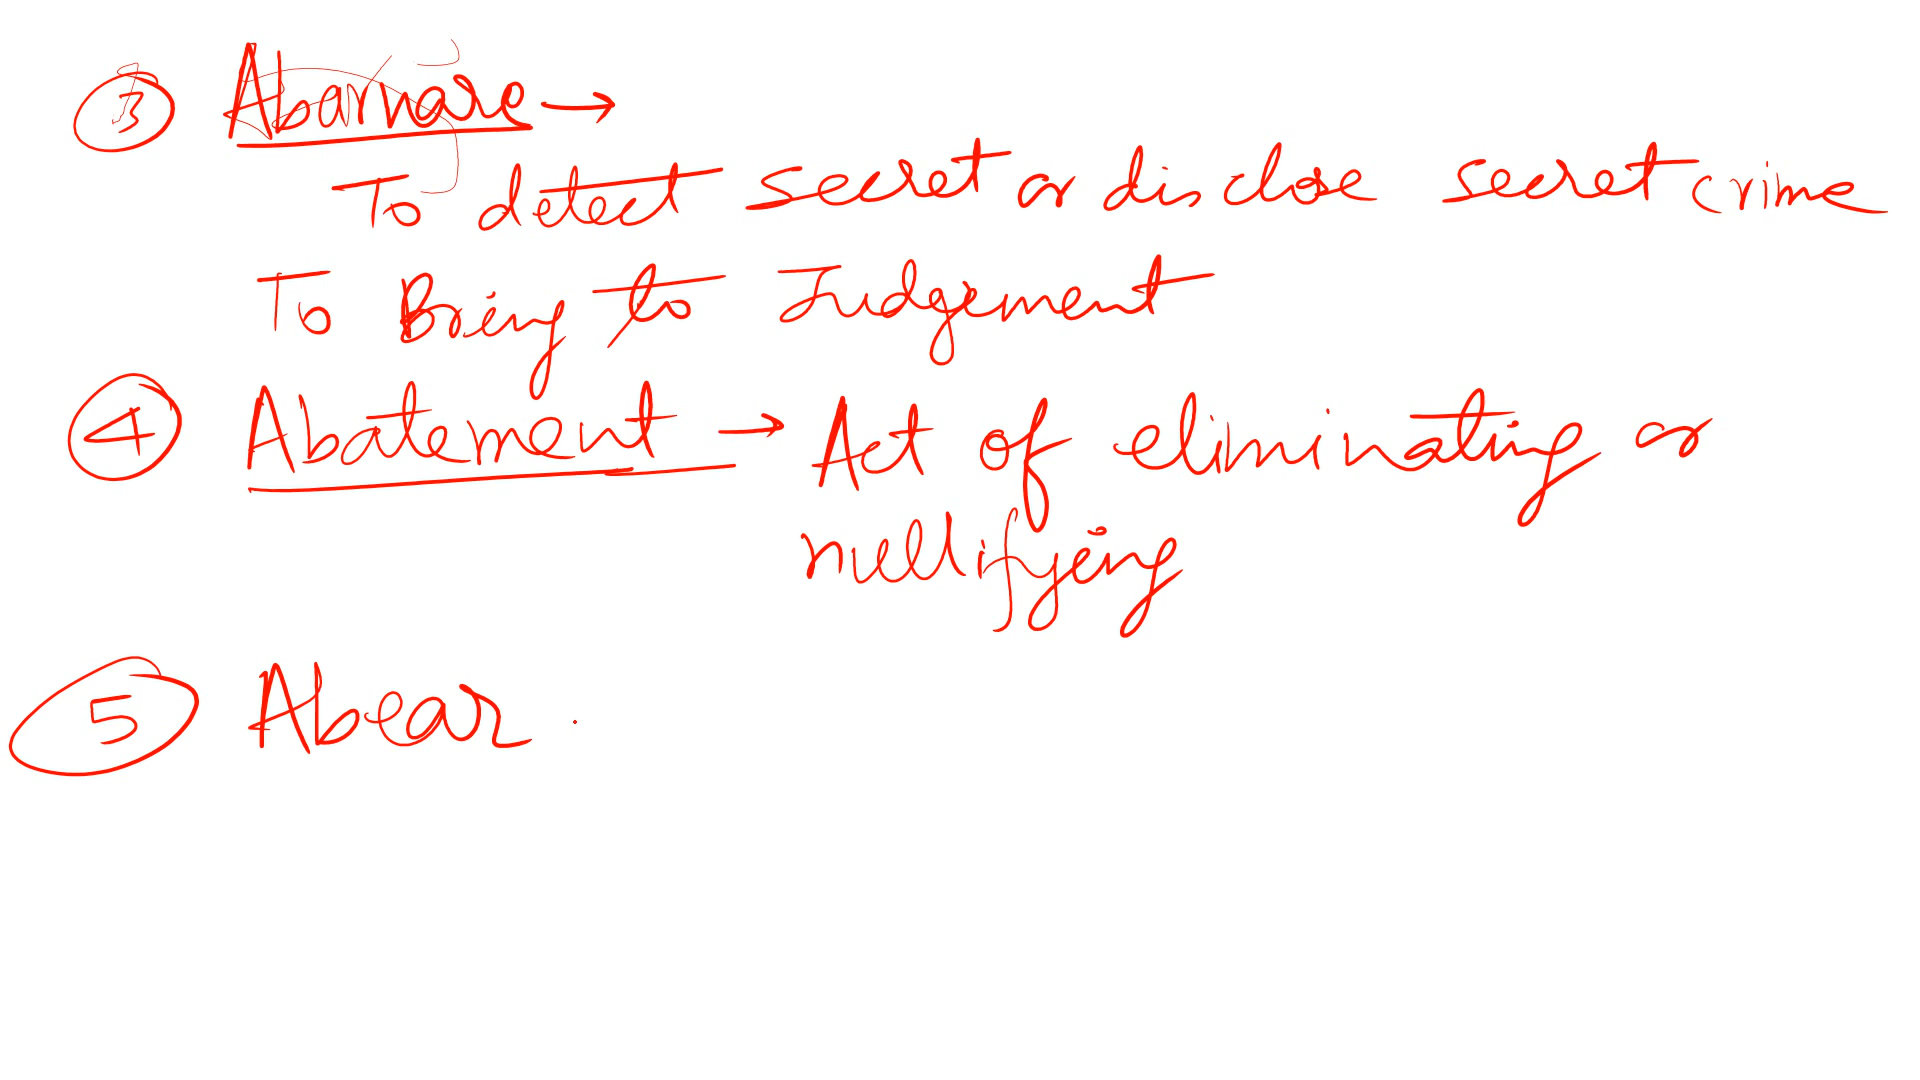 ③ Abarnare →
To detect secret or disclose secret crime
To Bring to Judgement
④ Abatement → Act of eliminating or
nullifying
⑤ Abear